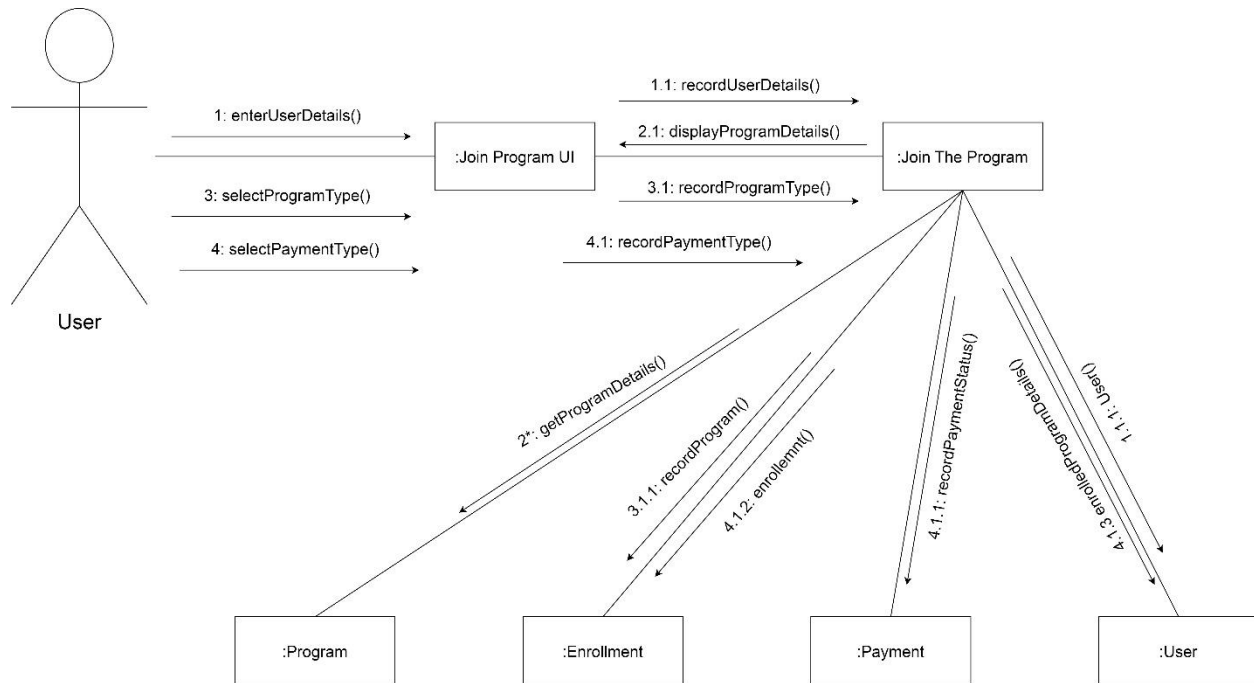 1: enterUserDetails()
1.1: recordUserDetails()
2.1: displayProgramDetails()
:Join Program UI
:Join The Program
3: selectProgramType()
3.1: recordProgramType()
4: selectPaymentType()
4.1: recordPaymentType()
User
2*: getProgramDetails()
3.1.1: recordProgram()
4.1.2: enrollemnt()
4.1.1: recordPaymentStatus()
4.1.3 enrolledProgramDetails()
1.1.1: User()
:Program
:Enrollment
:Payment
:User